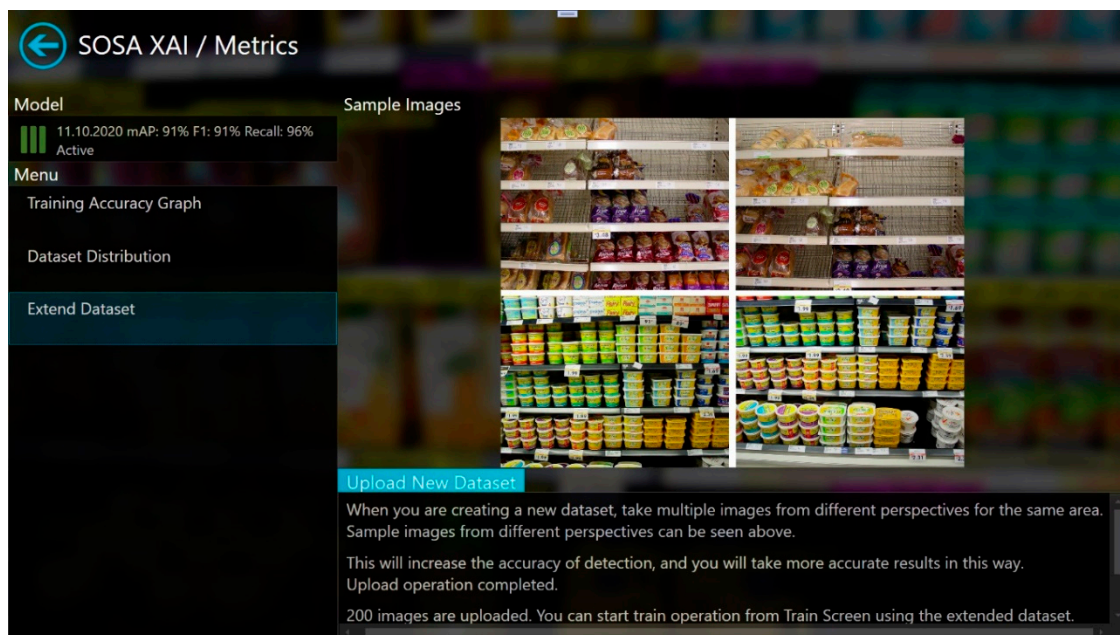 SOSA XAI / Metrics
Model
11.10.2020 mAP: 91% F1: 91% Recall: 96%
Active
Menu
Training Accuracy Graph
Dataset Distribution
Extend Dataset
Sample Images
Upload New Dataset
When you are creating a new dataset, take multiple images from different perspectives for the same area.
Sample images from different perspectives can be seen above.
This will increase the accuracy of detection, and you will take more accurate results in this way.
Upload operation completed.
200 images are uploaded. You can start train operation from Train Screen using the extended dataset.